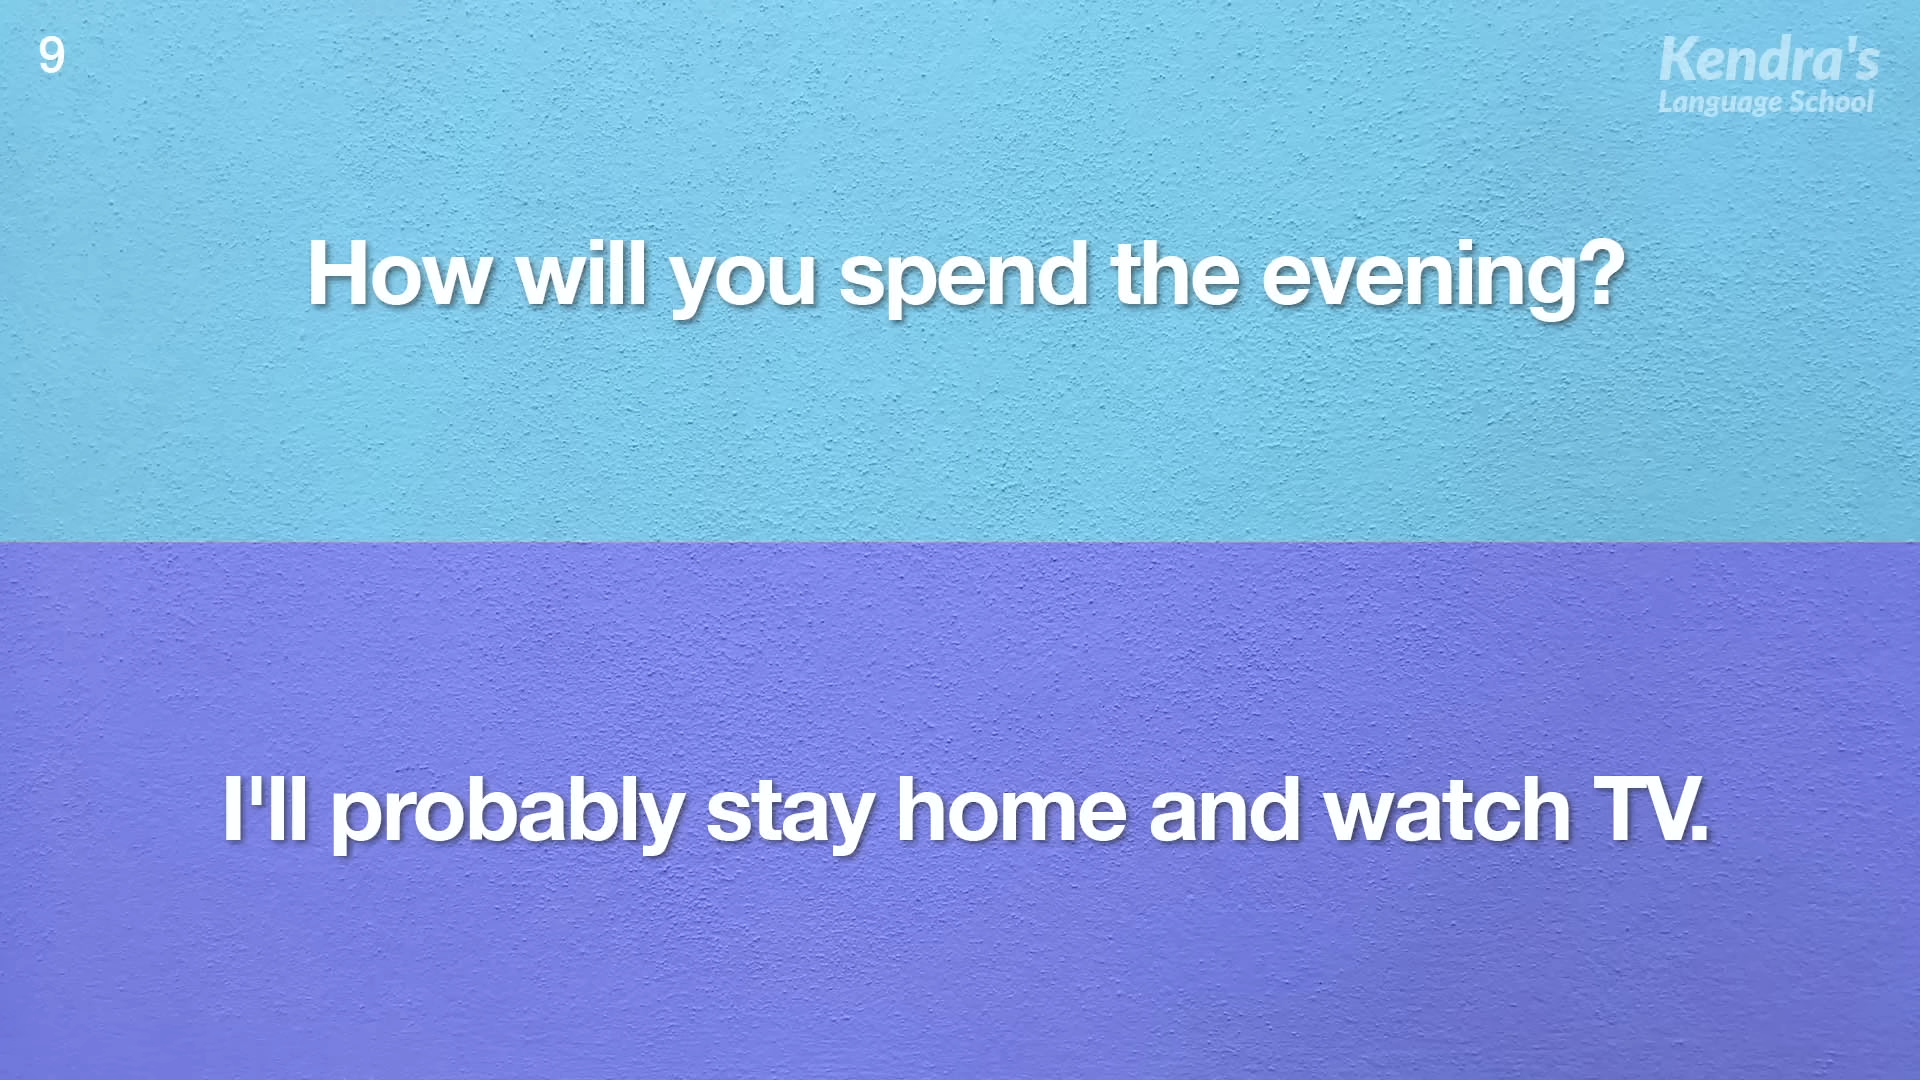 9
Kendra's
Language School
How will you spend the evening?
I'll probably stay home and watch TV.